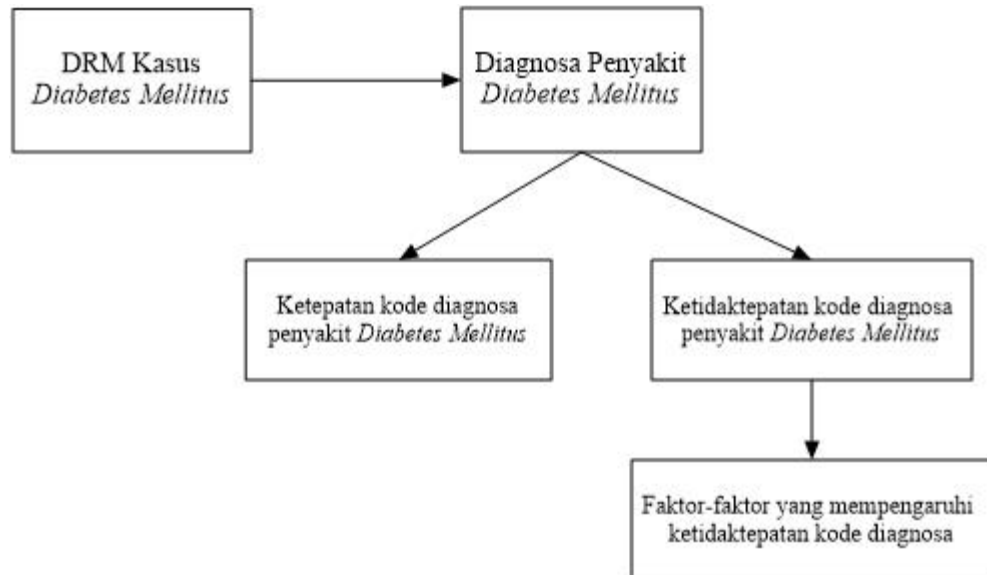 DRM Kasus
Diabetes Mellitus
Diagnosa Penyakit
Diabetes Mellitus
Ketepatan kode diagnosa
penyakit Diabetes Mellitus
Ketidaktepatan kode diagnosa
penyakit Diabetes Mellitus
Faktor-faktor yang mempengaruhi
ketidaktepatan kode diagnosa